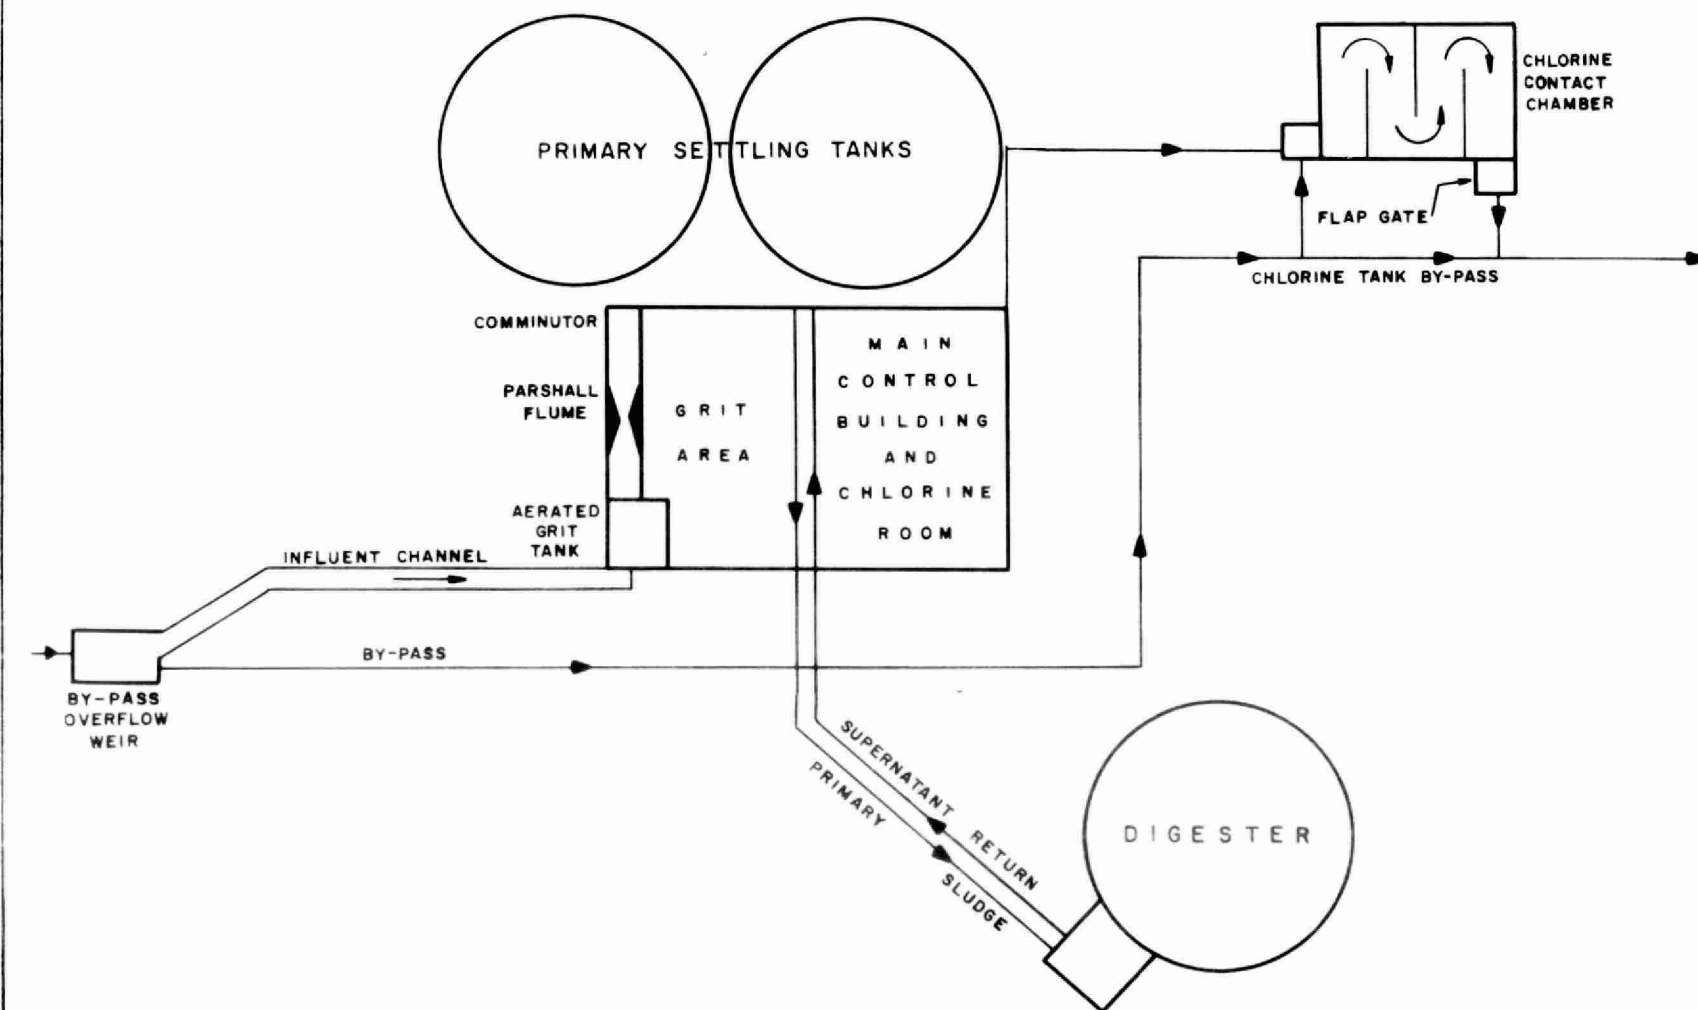 PRIMARY SETTLING TANKS
CHLORINE
CONTACT
CHAMBER
FLAP GATE
CHLORINE TANK BY-PASS
COMMINUTOR
PARSHALL
FLUME
GRIT
AREA
MAIN
CONTROL
BUILDING
AND
CHLORINE
ROOM
AERATED
GRIT
TANK
INFLUENT CHANNEL
BY-PASS
BY-PASS
OVERFLOW
WEIR
SUPERNATANT RETURN
PRIMARY SLUDGE
DIGESTER